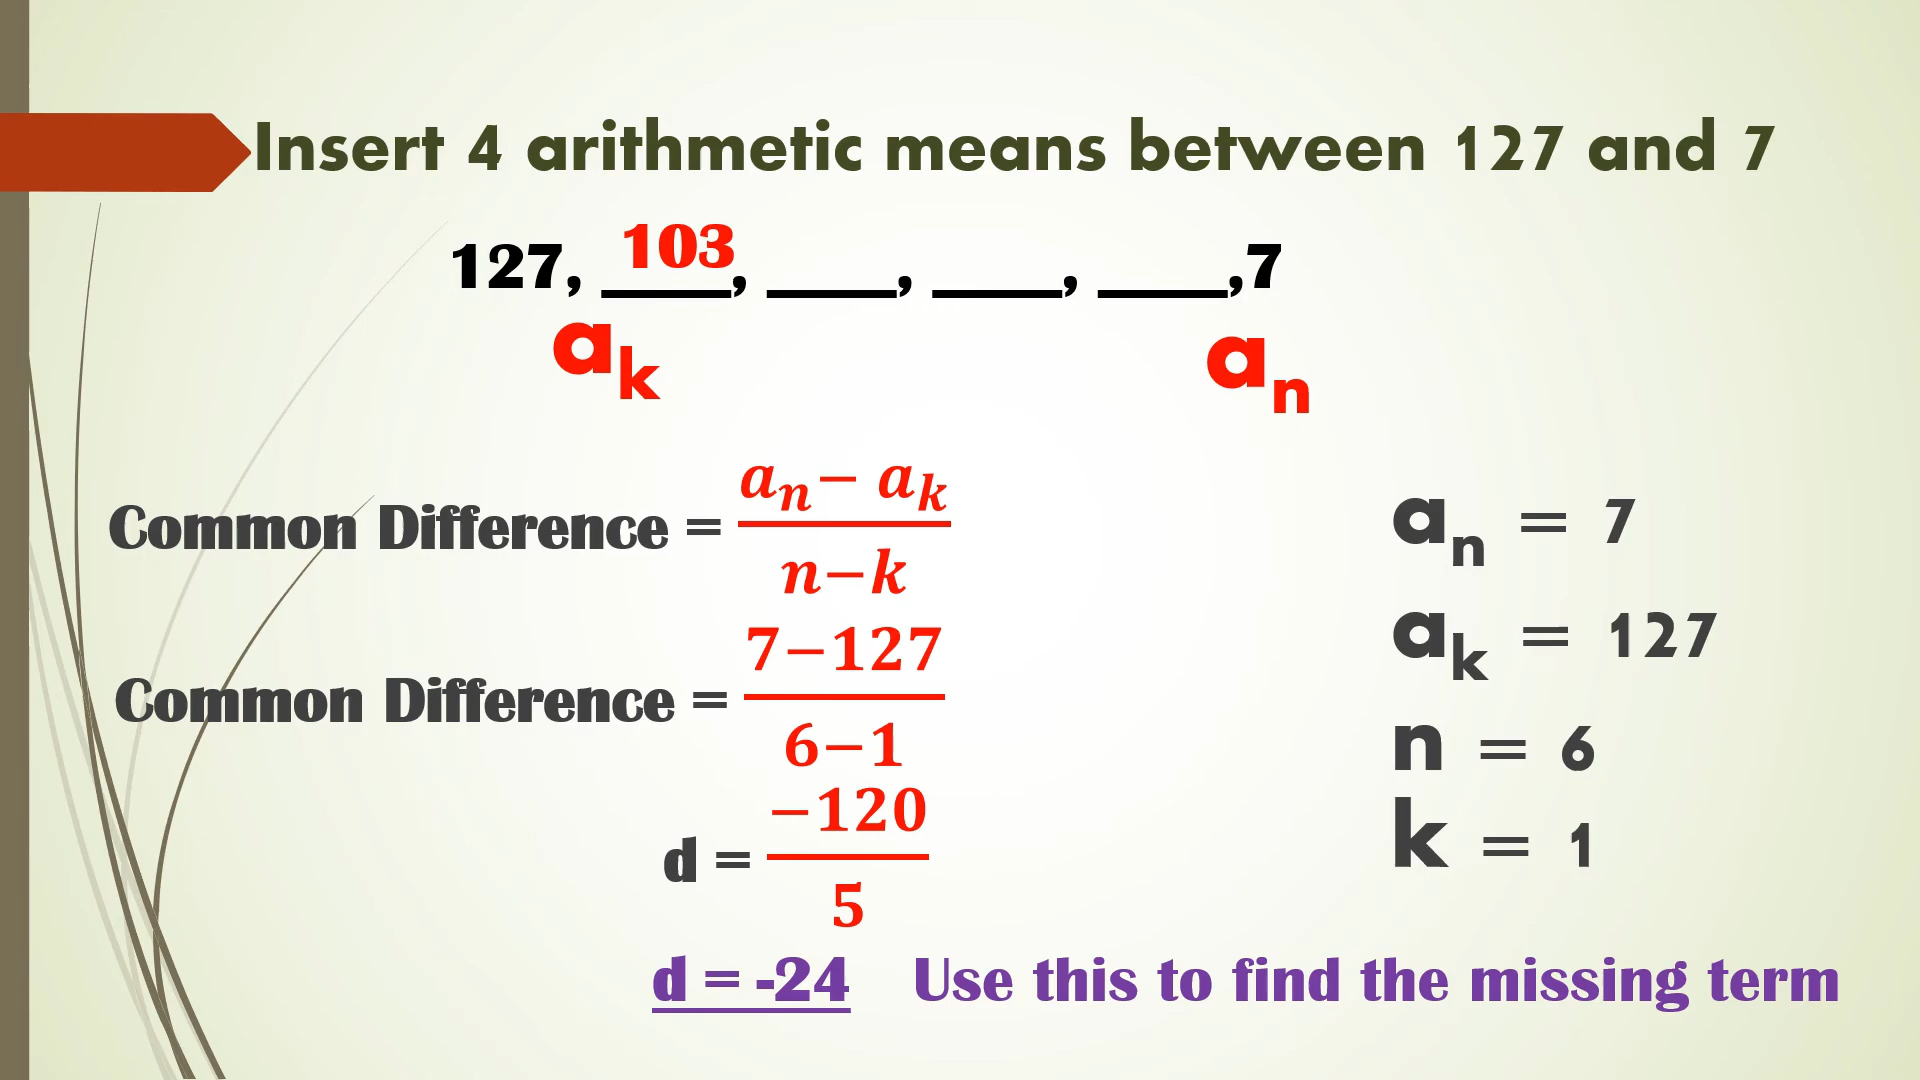 Insert 4 arithmetic means between 127 and 7
127, 103, ____, ____, ____,7
aₖ aₙ
Common Difference = aₙ− aₖ / n−k
aₙ = 7
Common Difference = 7−127 / 6−1
aₖ = 127
n = 6
d = −120 / 5
k = 1
d = -24 Use this to find the missing term